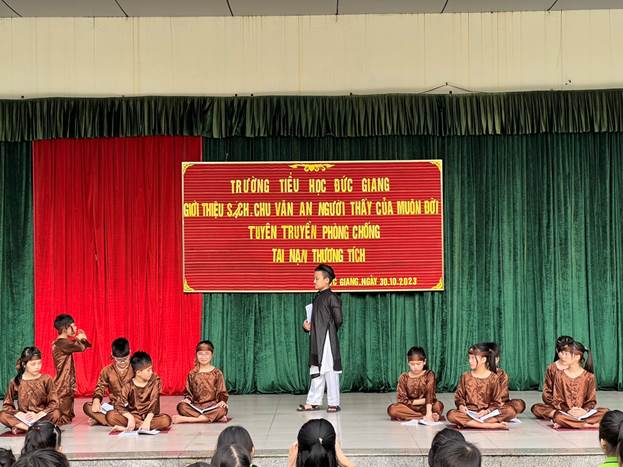 TRƯỜNG TIỂU HỌC ĐỨC GIANG
GIỚI THIỆU SÁCH. CHU VĂN AN NGƯỜI THẦY CỦA MUÔN ĐỜI
TUYÊN TRUYỀN PHÒNG CHỐNG
TAI NẠN THƯƠNG TÍCH
GIANG, NGÀY 30.10.2023